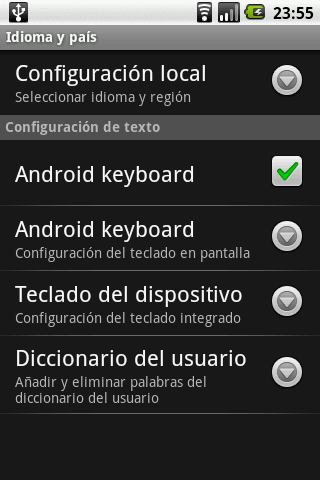 23:55
Idioma y país
Configuración local
Seleccionar idioma y región
Configuración de texto
Android keyboard
Android keyboard
Configuración del teclado en pantalla
Teclado del dispositivo
Configuración del teclado integrado
Diccionario del usuario
Añadir y eliminar palabras del
diccionario del usuario